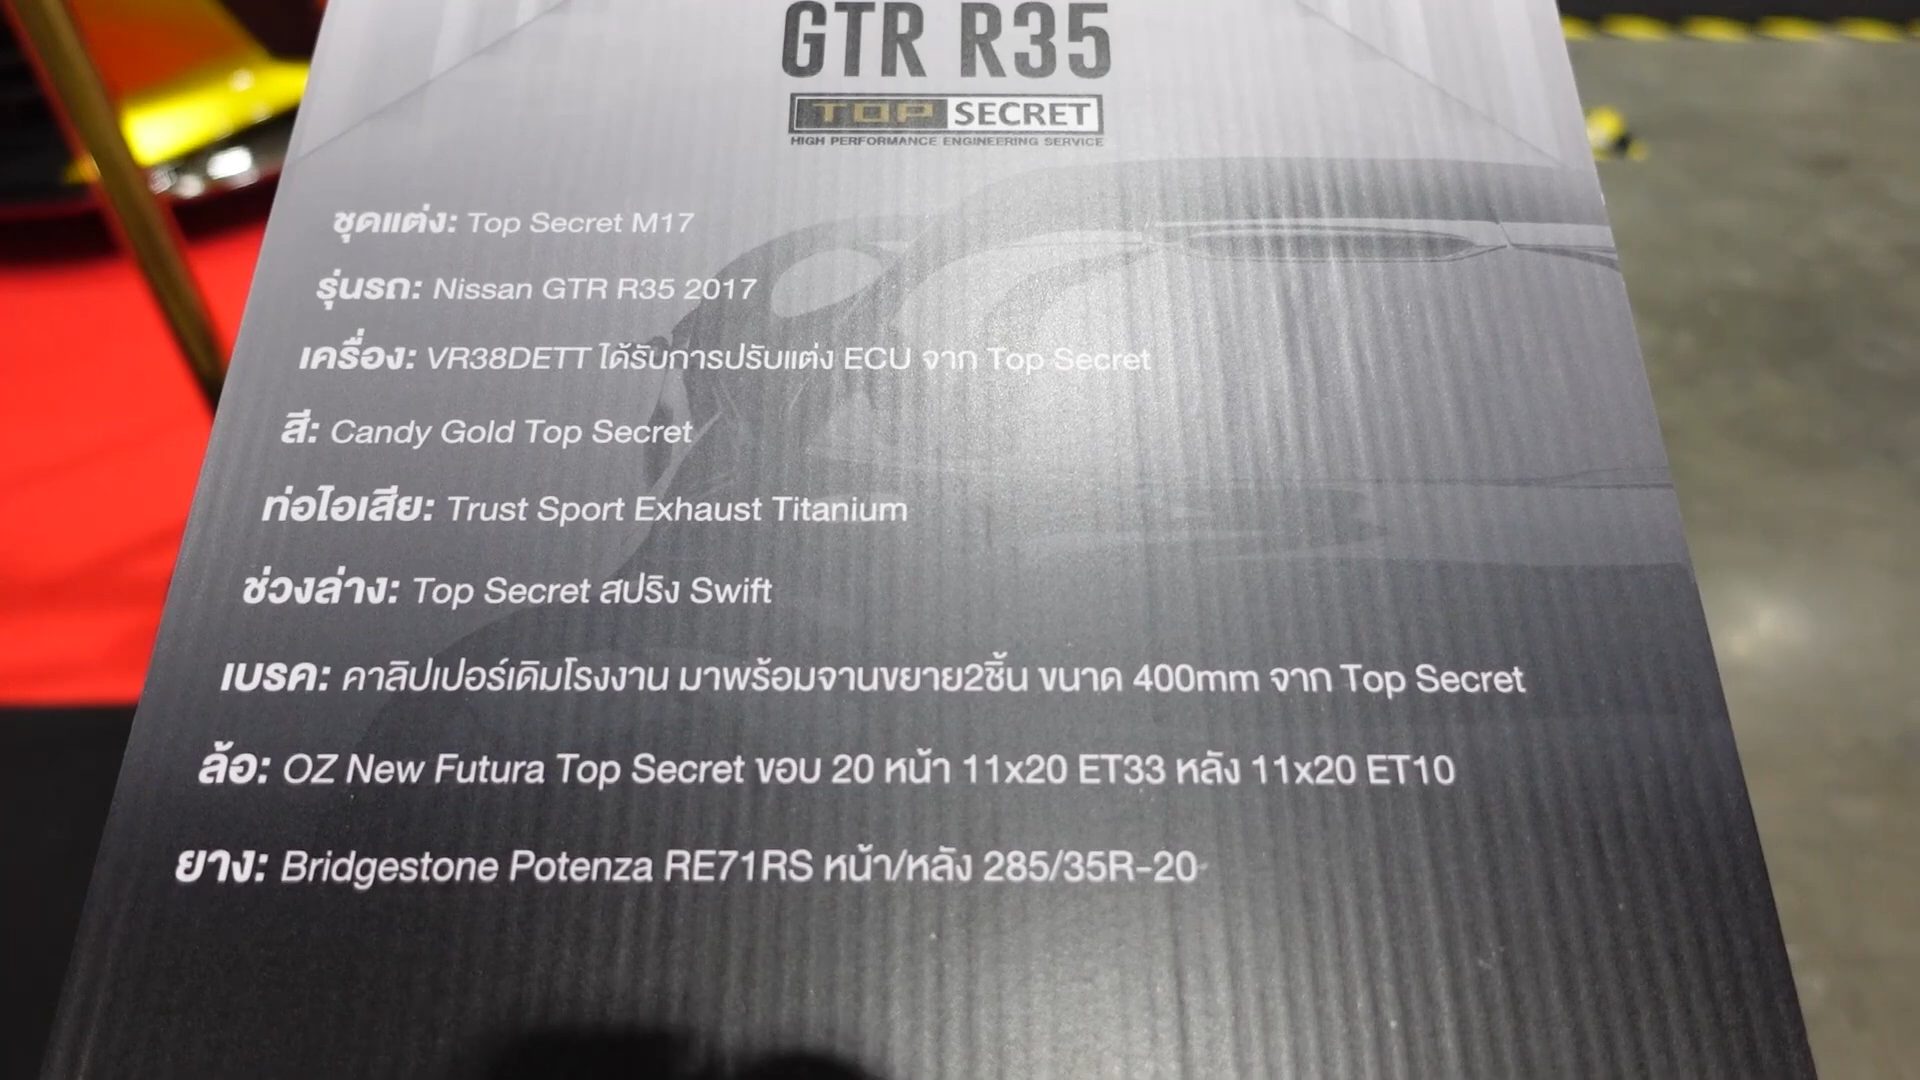 GTR R35
TOP SECRET
HIGH PERFORMANCE ENGINEERING SERVICE
ชุดแต่ง: Top Secret M17
รุ่นรถ: Nissan GTR R35 2017
เครื่อง: VR38DETT ได้รับการปรับแต่ง ECU จาก Top Secret
สี: Candy Gold Top Secret
ท่อไอเสีย: Trust Sport Exhaust Titanium
ช่วงล่าง: Top Secret สปริง Swift
เบรค: คาลิปเปอร์เดิมโรงงาน มาพร้อมจานขยาย2ชิ้น ขนาด 400mm จาก Top Secret
ล้อ: OZ New Futura Top Secret ขอบ 20 หน้า 11x20 ET33 หลัง 11x20 ET10
ยาง: Bridgestone Potenza RE71RS หน้า/หลัง 285/35R-20